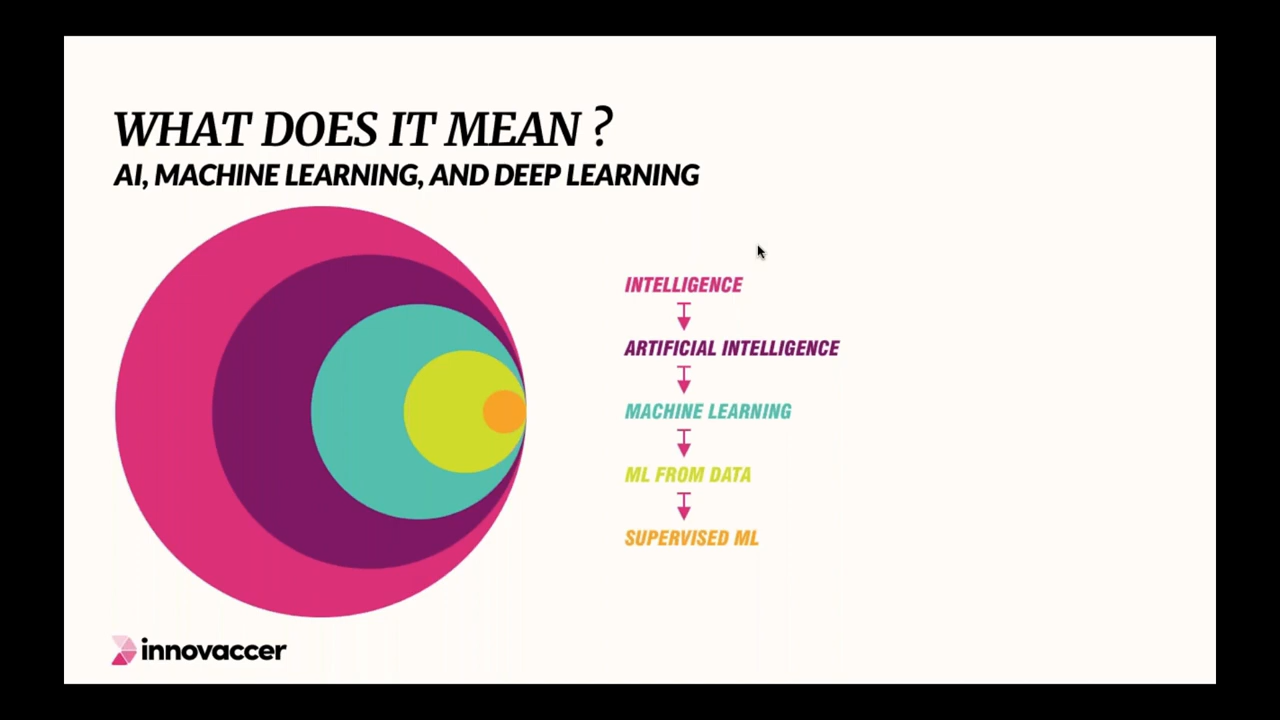 WHAT DOES IT MEAN ?
AI, MACHINE LEARNING, AND DEEP LEARNING
INTELLIGENCE
ARTIFICIAL INTELLIGENCE
MACHINE LEARNING
ML FROM DATA
SUPERVISED ML
innovaccer